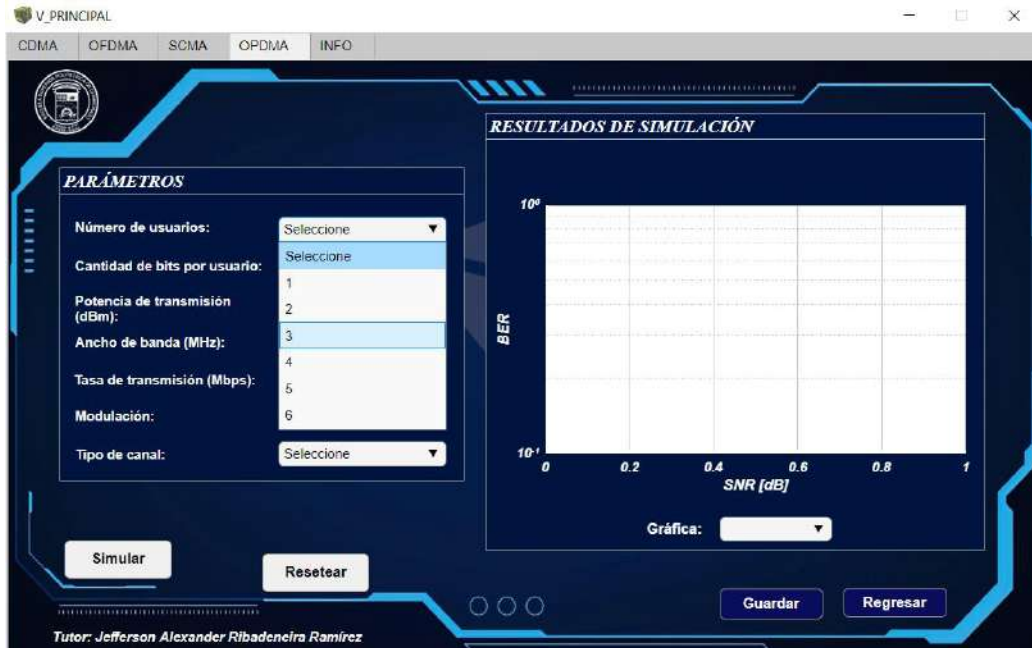 V_PRINCIPAL
CDMA OFDMA SCMA OPDMA INFO
RESULTADOS DE SIMULACIÓN
PARÁMETROS
Número de usuarios:
Seleccione
Seleccione
1
2
3
4
5
6
Cantidad de bits por usuario:
Potencia de transmisión
(dBm):
Ancho de banda (MHz):
Tasa de transmisión (Mbps):
Modulación:
Tipo de canal:
Seleccione
10⁰
BER
10⁻¹
0 0.2 0.4 0.6 0.8 1
SNR [dB]
Gráfica:
Simular
Resetear
Guardar
Regresar
Tutor: Jefferson Alexander Ribadeneira Ramírez